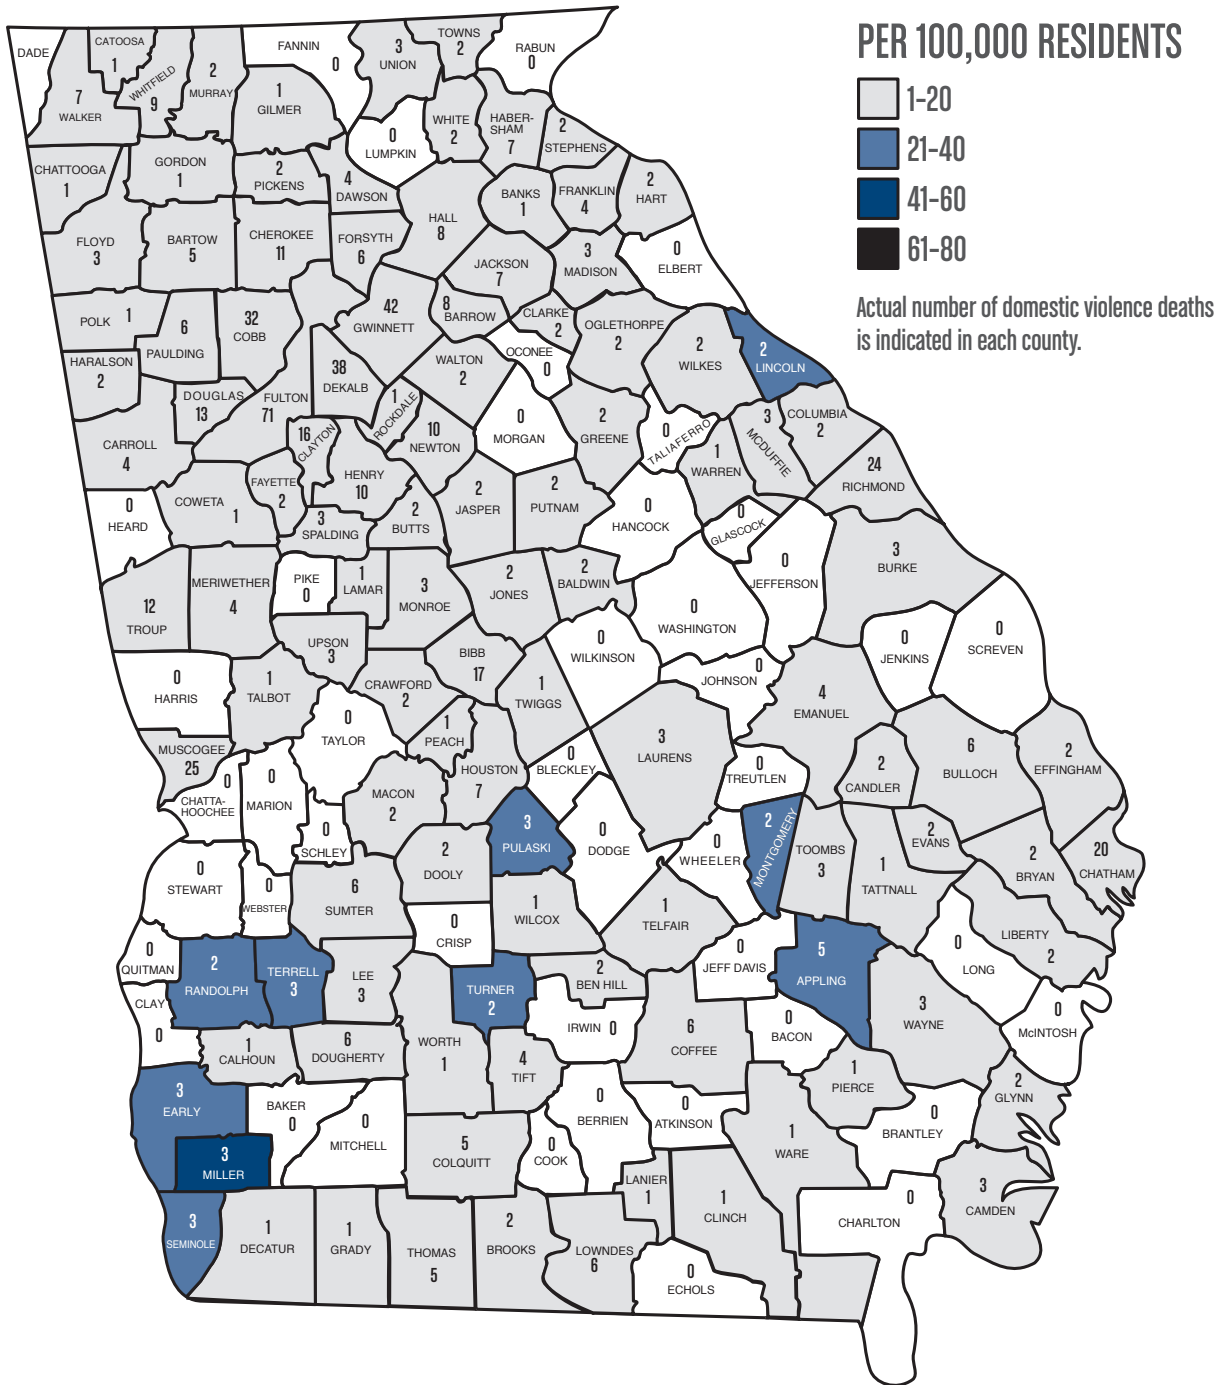 PER 100,000 RESIDENTS
1–20
21–40
41–60
61–80
Actual number of domestic violence deaths
is indicated in each county.
DADE
CATOOSA
1
WHITFIELD
9
2
MURRAY
FANNIN
0
3
UNION
TOWNS
2
RABUN
0
7
WALKER
1
GILMER
0
LUMPKIN
WHITE
2
HABER-
SHAM
7
2
STEPHENS
CHATTOOGA
1
GORDON
1
2
PICKENS
4
DAWSON
HALL
8
BANKS
1
FRANKLIN
4
2
HART
FLOYD
3
BARTOW
5
CHEROKEE
11
FORSYTH
6
JACKSON
7
3
MADISON
0
ELBERT
POLK 1
6
PAULDING
32
COBB
42
GWINNETT
8
BARROW
CLARKE
2
OGLETHORPE
2
2
WILKES
2
LINCOLN
HARALSON
2
DOUGLAS
13
FULTON
71
38
DEKALB
1
ROCKDALE
WALTON
2
OCONEE
0
0
MORGAN
2
GREENE
0
TALIAFERRO
3
MCDUFFIE
COLUMBIA
2
CARROLL
4
16
CLAYTON
10
NEWTON
1
WARREN
24
RICHMOND
0
HEARD
COWETA
1
FAYETTE
2
HENRY
10
3
SPALDING
2
BUTTS
2
JASPER
2
PUTNAM
0
HANCOCK
0
GLASCOCK
0
JEFFERSON
3
BURKE
12
TROUP
MERIWETHER
4
PIKE
0
1
LAMAR
3
MONROE
2
JONES
2
BALDWIN
0
WASHINGTON
0
JENKINS
0
SCREVEN
0
HARRIS
1
TALBOT
UPSON
3
CRAWFORD
2
BIBB
17
1
TWIGGS
0
WILKINSON
0
JOHNSON
4
EMANUEL
MUSCOGEE
25
0
TAYLOR
1
PEACH
HOUSTON
7
0
BLECKLEY
3
LAURENS
0
TREUTLEN
2
CANDLER
6
BULLOCH
2
EFFINGHAM
0
CHATTA-
HOOCHEE
0
MARION
0
SCHLEY
MACON
2
3
PULASKI
0
DODGE
0
WHEELER
2
MONTGOMERY
TOOMBS
3
1
TATTNALL
2
EVANS
2
BRYAN
20
CHATHAM
0
STEWART
0
WEBSTER
6
SUMTER
2
DOOLY
0
CRISP
1
WILCOX
1
TELFAIR
0
JEFF DAVIS
5
APPLING
0
LONG
LIBERTY
2
0
QUITMAN
2
RANDOLPH
TERRELL
3
LEE
3
TURNER
2
2
BEN HILL
IRWIN 0
6
COFFEE
0
BACON
3
WAYNE
0
McINTOSH
CLAY
0
1
CALHOUN
6
DOUGHERTY
WORTH
1
4
TIFT
1
PIERCE
2
GLYNN
3
EARLY
BAKER
0
0
MITCHELL
0
BERRIEN
0
ATKINSON
0
BRANTLEY
3
MILLER
5
COLQUITT
0
COOK
LANIER
1
1
WARE
3
SEMINOLE
1
DECATUR
1
GRADY
THOMAS
5
2
BROOKS
LOWNDES
6
0
ECHOLS
1
CLINCH
0
CHARLTON
3
CAMDEN